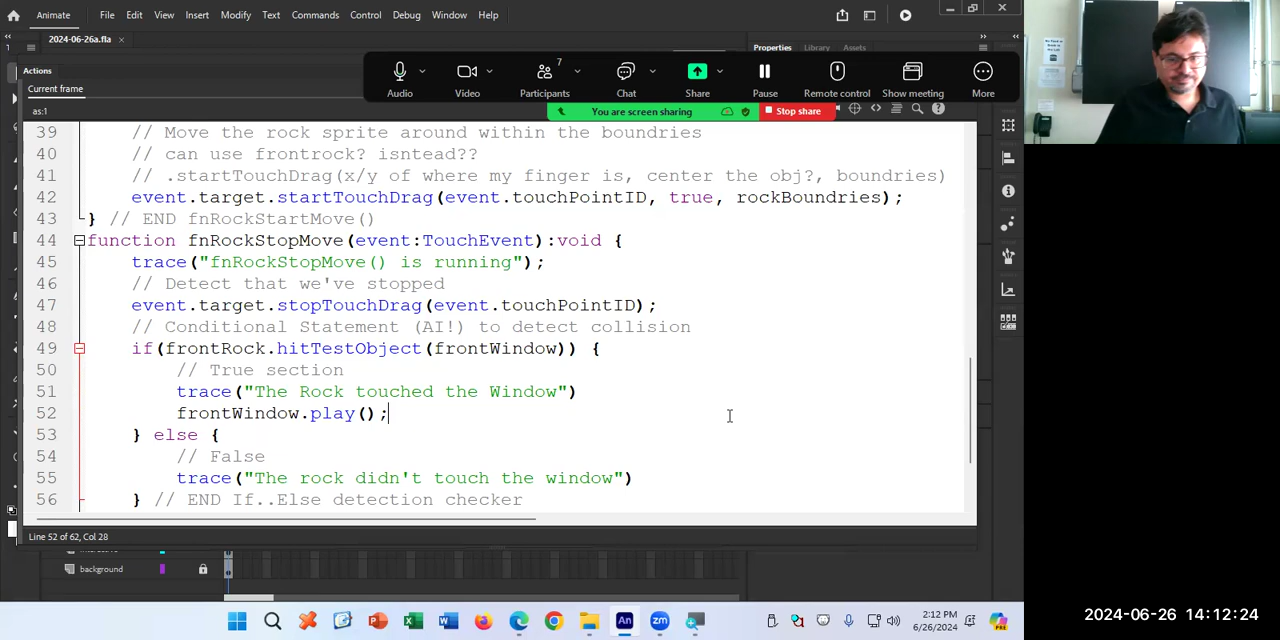 Animate File Edit View Insert Modify Text Commands Control Debug Window Help
2024-06-26a.fla ×
Properties Library Assets
Actions
Current frame
7
Audio Video Participants Chat Share Pause Remote control Show meeting More
You are screen sharing Stop share
as:1
39 // Move the rock sprite around within the boundries
40 // can use frontrock? isntead??
41 // .startTouchDrag(x/y of where my finger is, center the obj?, boundries)
42 event.target.startTouchDrag(event.touchPointID, true, rockBoundries);
43 } // END fnRockStartMove()
44 function fnRockStopMove(event:TouchEvent):void {
45 trace("fnRockStopMove() is running");
46 // Detect that we've stopped
47 event.target.stopTouchDrag(event.touchPointID);
48 // Conditional Statement (AI!) to detect collision
49 if(frontRock.hitTestObject(frontWindow)) {
50 // True section
51 trace("The Rock touched the Window")
52 frontWindow.play();
53 } else {
54 // False
55 trace("The rock didn't touch the window")
56 } // END If..Else detection checker
Line 52 of 62, Col 28
background
2:12 PM
6/26/2024
2024-06-26 14:12:24